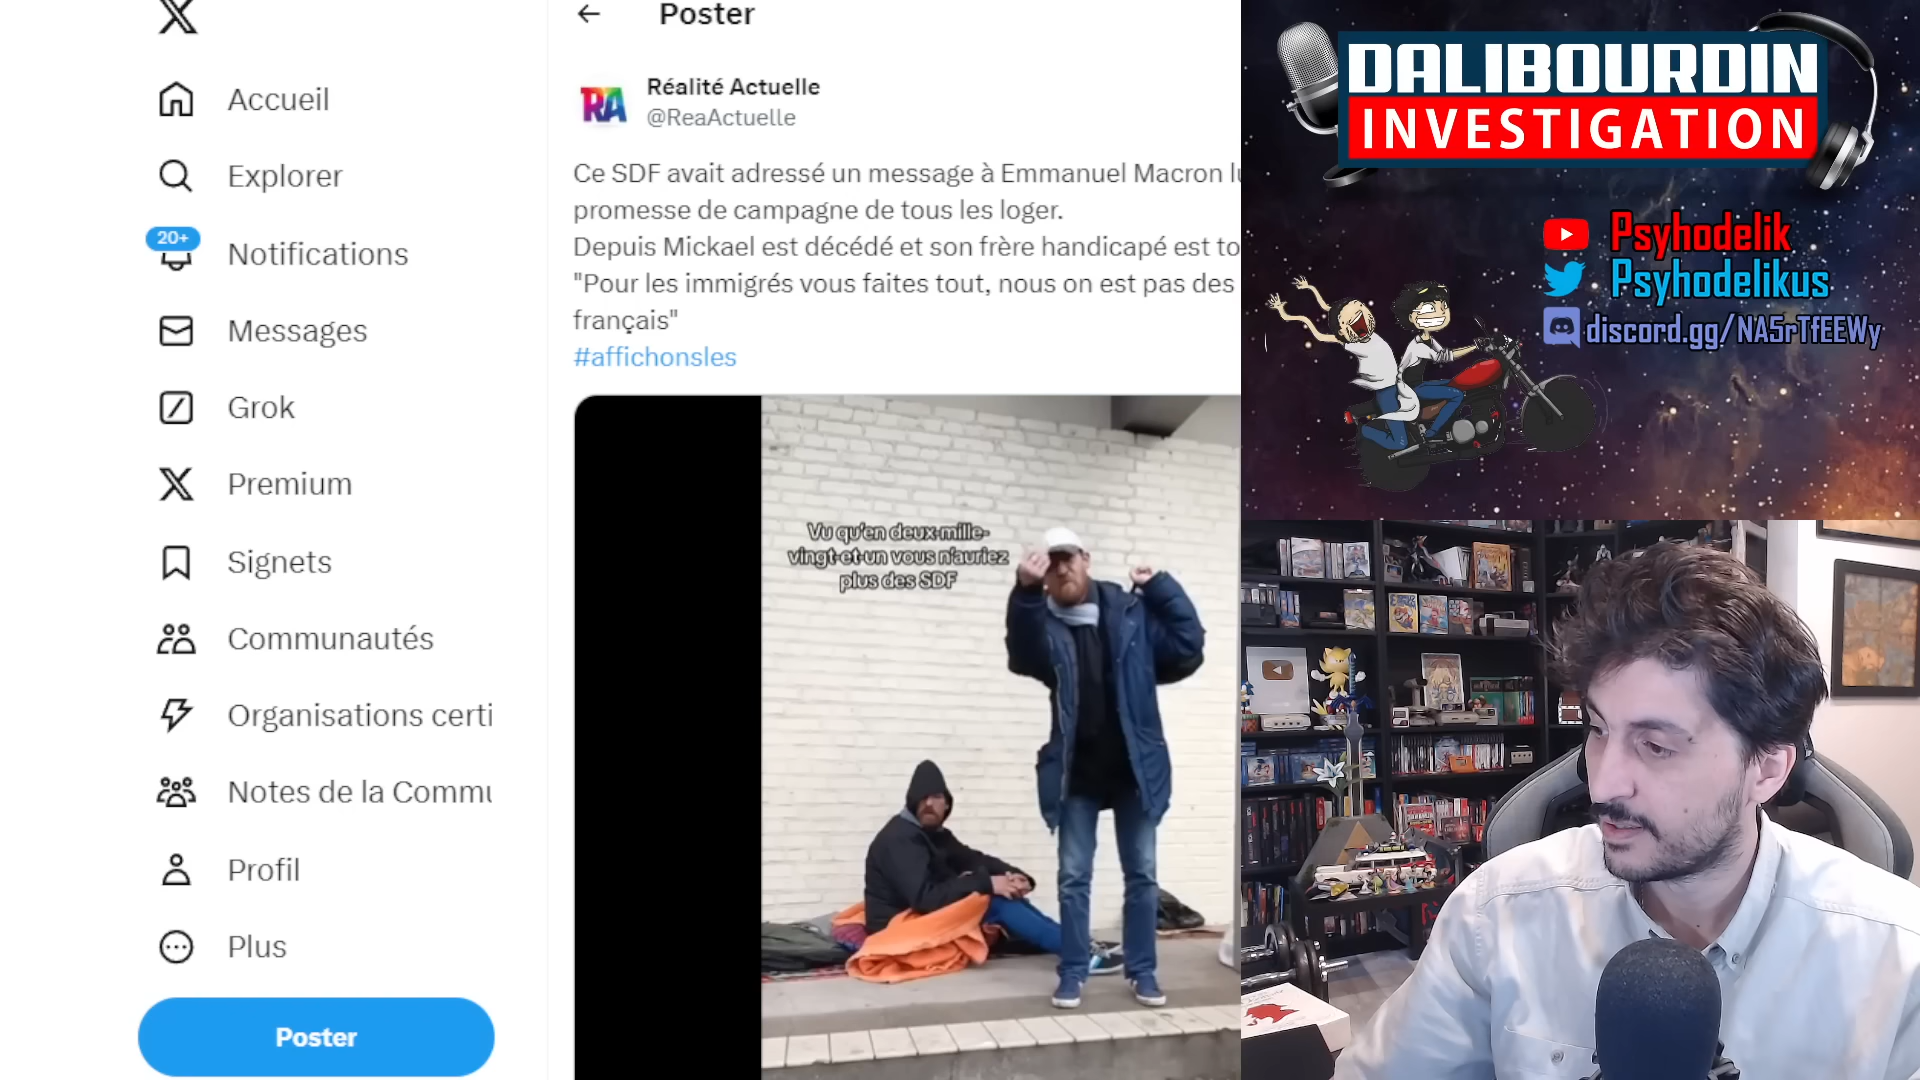 Poster
Accueil
Explorer
20+
Notifications
Messages
Grok
Premium
Signets
Communautés
Organisations certi
Notes de la Commu
Profil
Plus
Poster
RA
Réalité Actuelle
@ReaActuelle
Ce SDF avait adressé un message à Emmanuel Macron
promesse de campagne de tous les loger.
Depuis Mickael est décédé et son frère handicapé est to
"Pour les immigrés vous faites tout, nous on est pas des
français"
#affichonsles
Vu qu'en deux-mille-
vingt-et-un vous n'auriez
plus des SDF
DALIBOURDIN
INVESTIGATION
Psyhodelik
Psyhodelikus
discord.gg/NA5rTfEEWy